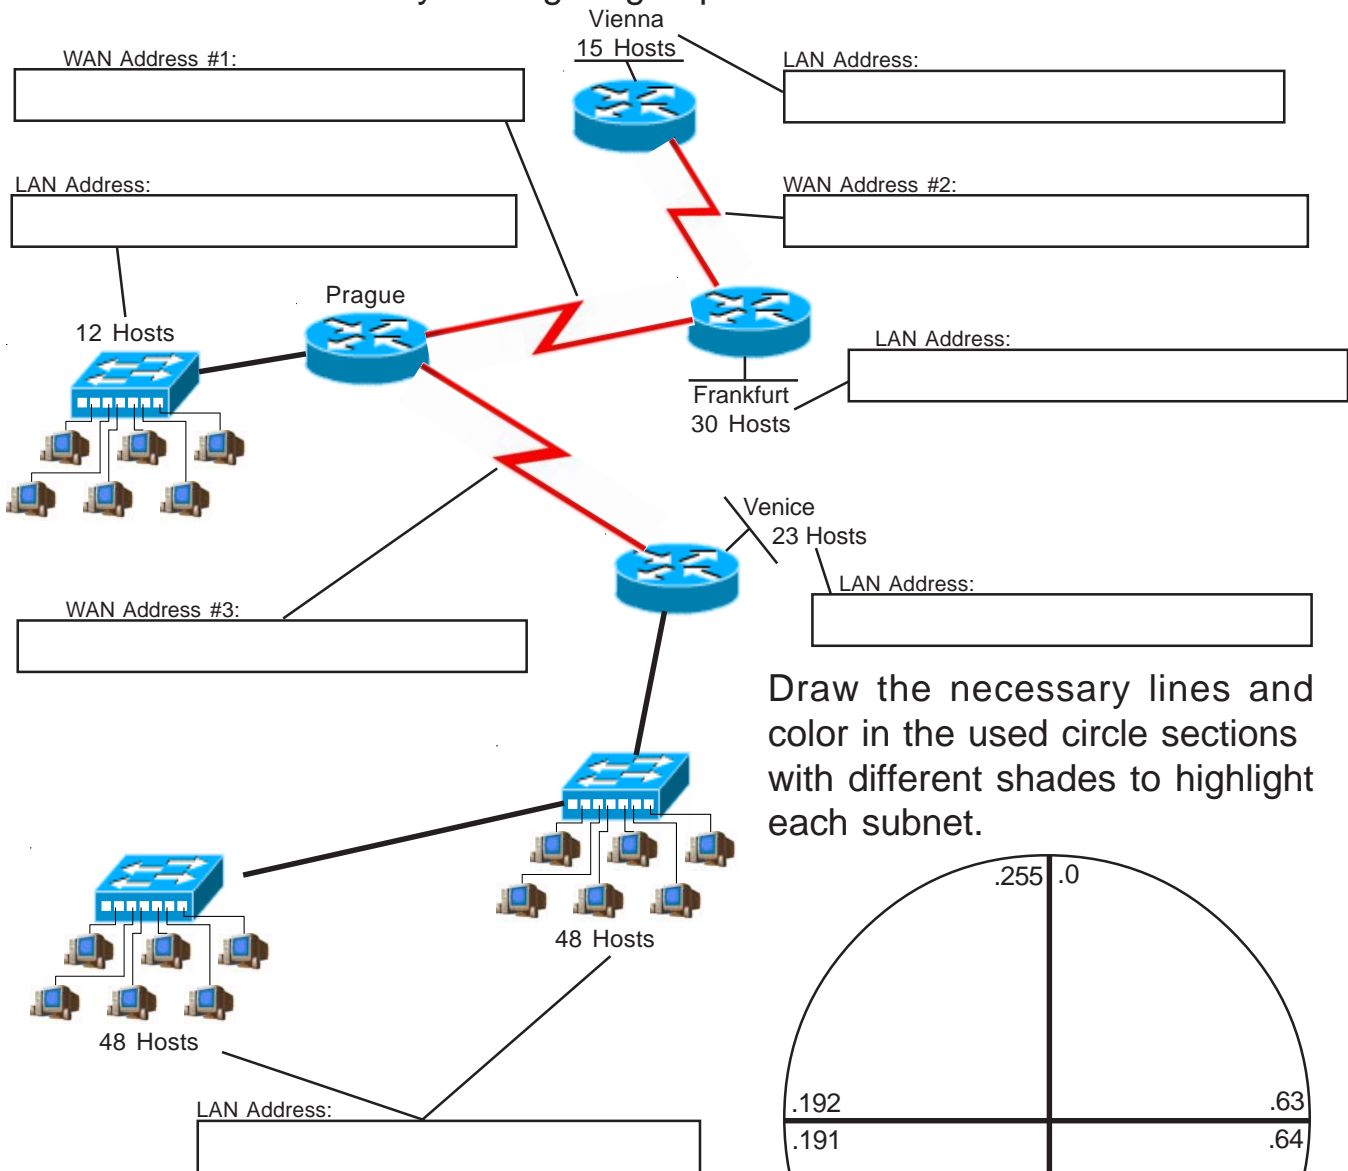 Vienna
15 Hosts
WAN Address #1:
LAN Address:
LAN Address:
WAN Address #2:
Prague
12 Hosts
LAN Address:
Frankfurt
30 Hosts
Venice
23 Hosts
LAN Address:
WAN Address #3:
Draw the necessary lines and
color in the used circle sections
with different shades to highlight
each subnet.
.255 .0
48 Hosts
48 Hosts
LAN Address:
.192 .63
.191 .64